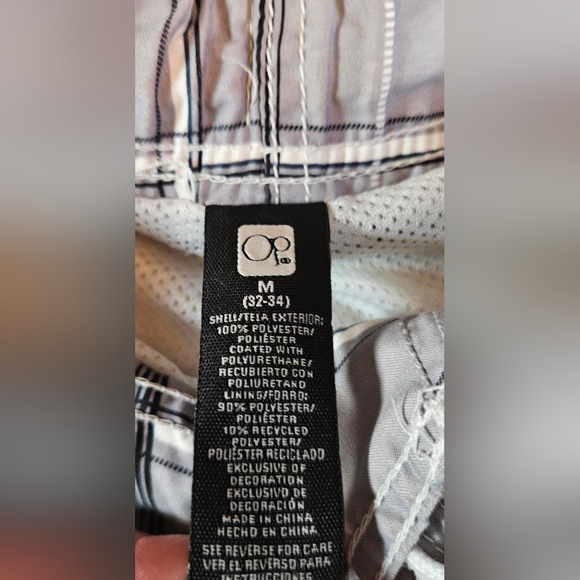 Op
M
(32-34)
SHELL/TELA EXTERIOR:
100% POLYESTER/
POLIÉSTER
COATED WITH
POLYURETHANE/
RECUBIERTO CON
POLIURETANO
LINING/FORRO:
90% POLYESTER/
POLIÉSTER
10% RECYCLED
POLYESTER/
POLIÉSTER RECICLADO
EXCLUSIVE OF
DECORATION
EXCLUSIVO DE
DECORACIÓN
MADE IN CHINA
HECHO EN CHINA
SEE REVERSE FOR CARE
VER EL REVERSO PARA
INSTRUCCIONES